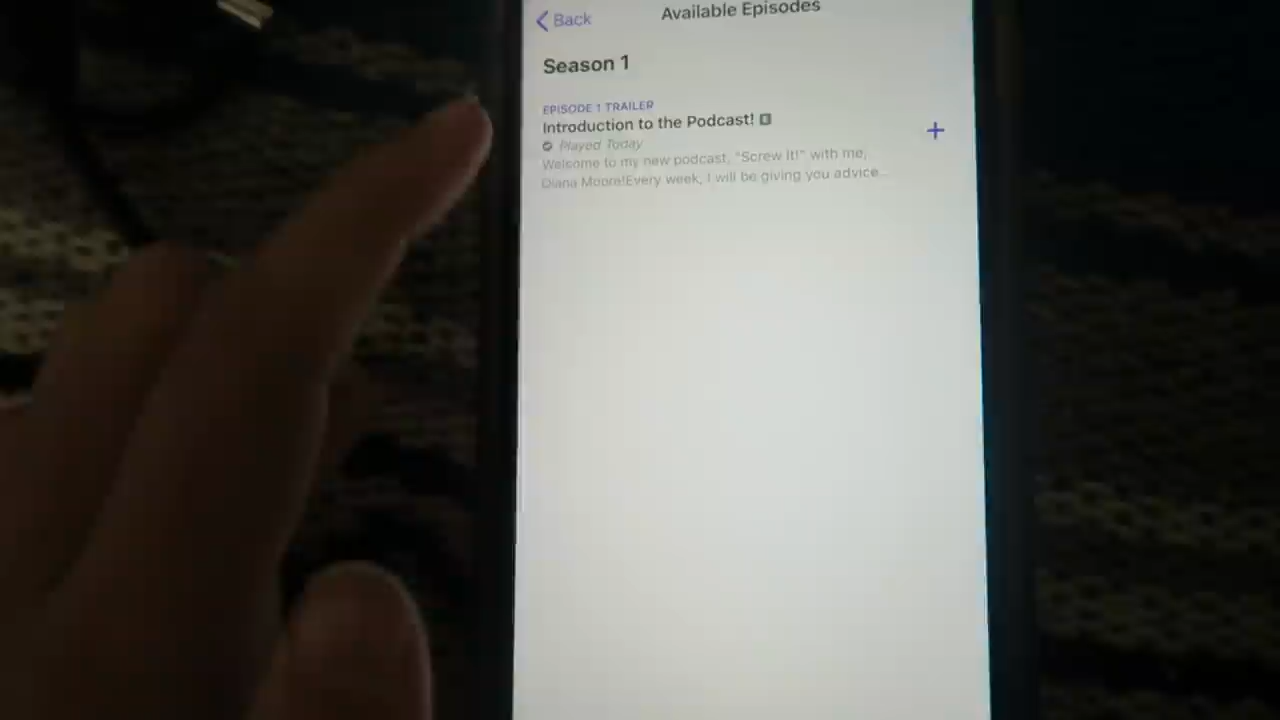 Back
Available Episodes
Season 1
EPISODE 1 TRAILER
Introduction to the Podcast! E
Played Today
Welcome to my new podcast, "Screw It!" with me,
Diana Moore!Every week, I will be giving you advice...